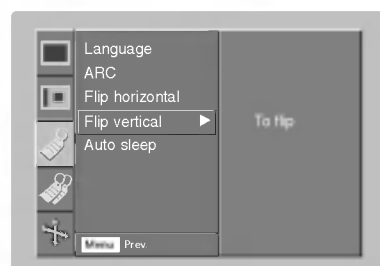 Language
ARC
Flip horizontal
Flip vertical
Auto sleep
To flip
Menu Prev.